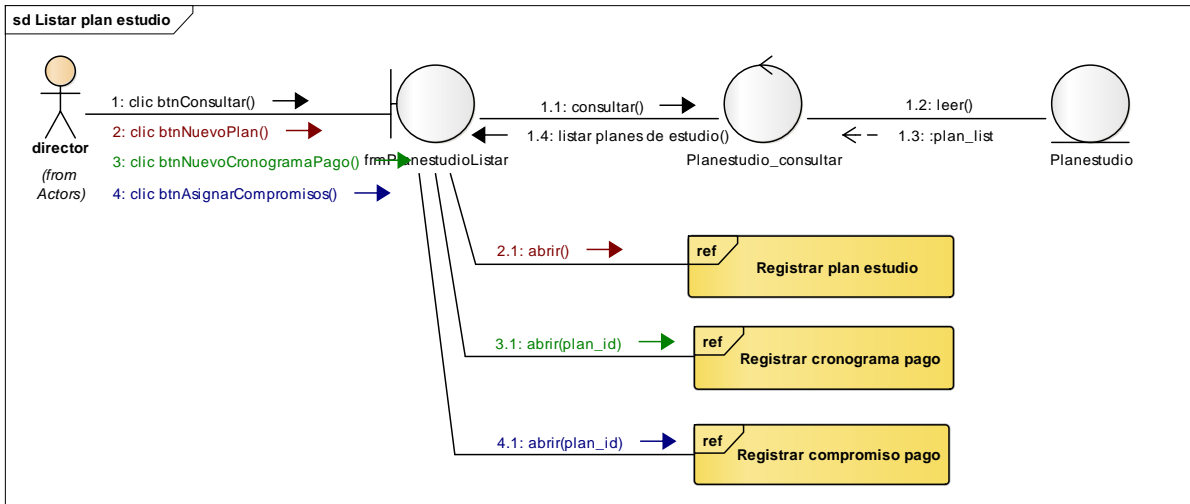 sd Listar plan estudio
1: clic btnConsultar()
2: clic btnNuevoPlan()
3: clic btnNuevoCronogramaPago()
4: clic btnAsignarCompromisos()
director
(from
Actors)
frmPlanestudioListar
1.1: consultar()
1.4: listar planes de estudio()
Planestudio_consultar
1.2: leer()
1.3: :plan_list
Planestudio
2.1: abrir()
ref
Registrar plan estudio
3.1: abrir(plan_id)
ref
Registrar cronograma pago
4.1: abrir(plan_id)
ref
Registrar compromiso pago